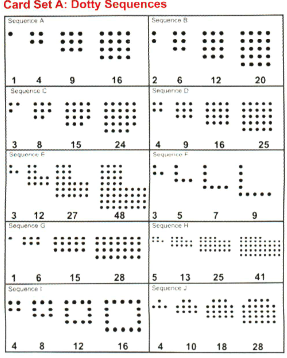 Card Set A: Dotty Sequences
Sequence A
1 4 9 16
Sequence B
2 6 12 20
Sequence C
3 8 15 24
Sequence D
4 9 16 25
Sequence E
3 12 27 48
Sequence F
3 5 7 9
Sequence G
1 6 15 28
Sequence H
5 13 25 41
Sequence I
4 8 12 16
Sequence J
4 10 18 28